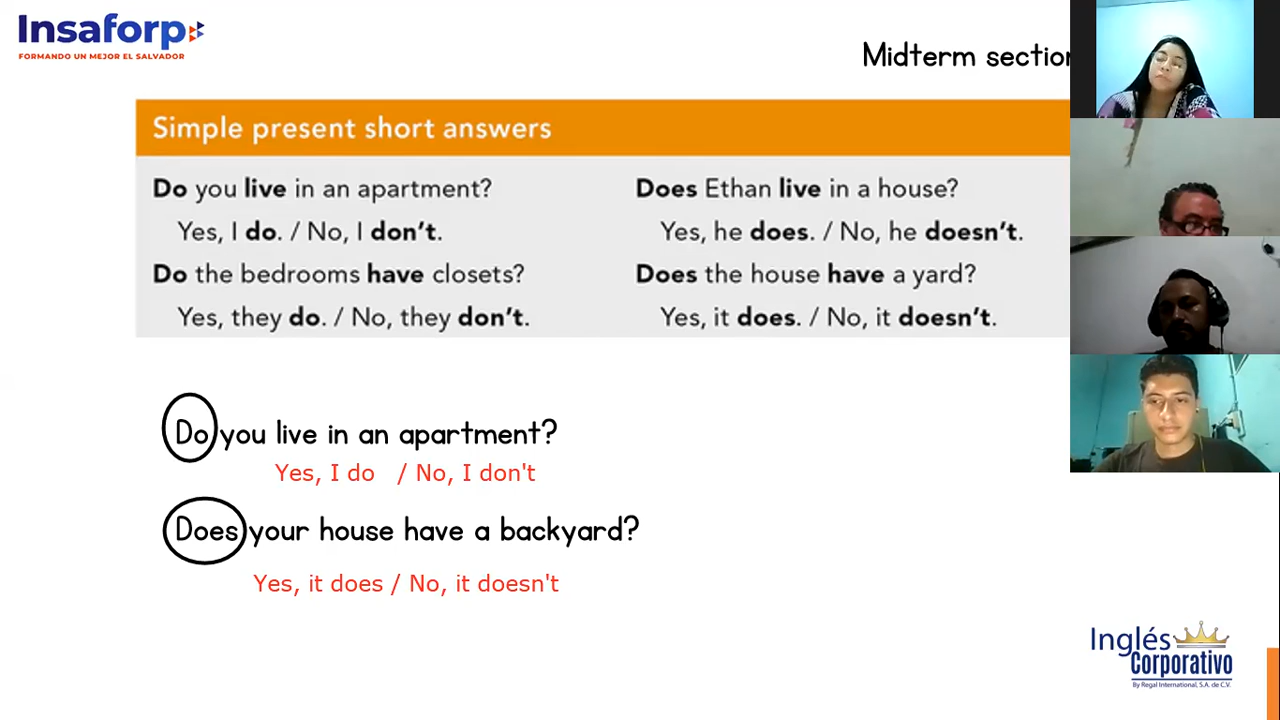 Insaforp
FORMANDO UN MEJOR EL SALVADOR
Midterm section
Simple present short answers
Do you live in an apartment?
Yes, I do. / No, I don't.
Do the bedrooms have closets?
Yes, they do. / No, they don't.
Does Ethan live in a house?
Yes, he does. / No, he doesn't.
Does the house have a yard?
Yes, it does. / No, it doesn't.
Do you live in an apartment?
Yes, I do / No, I don't
Does your house have a backyard?
Yes, it does / No, it doesn't
Inglés
Corporativo
By Regal International, S.A. de C.V.